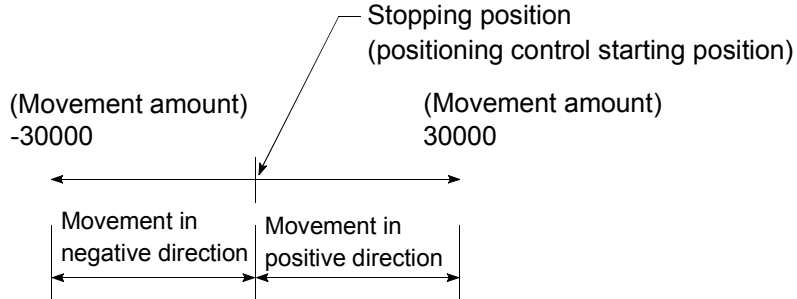 Stopping position
(positioning control starting position)
(Movement amount)
-30000
(Movement amount)
30000
Movement in
negative direction
Movement in
positive direction